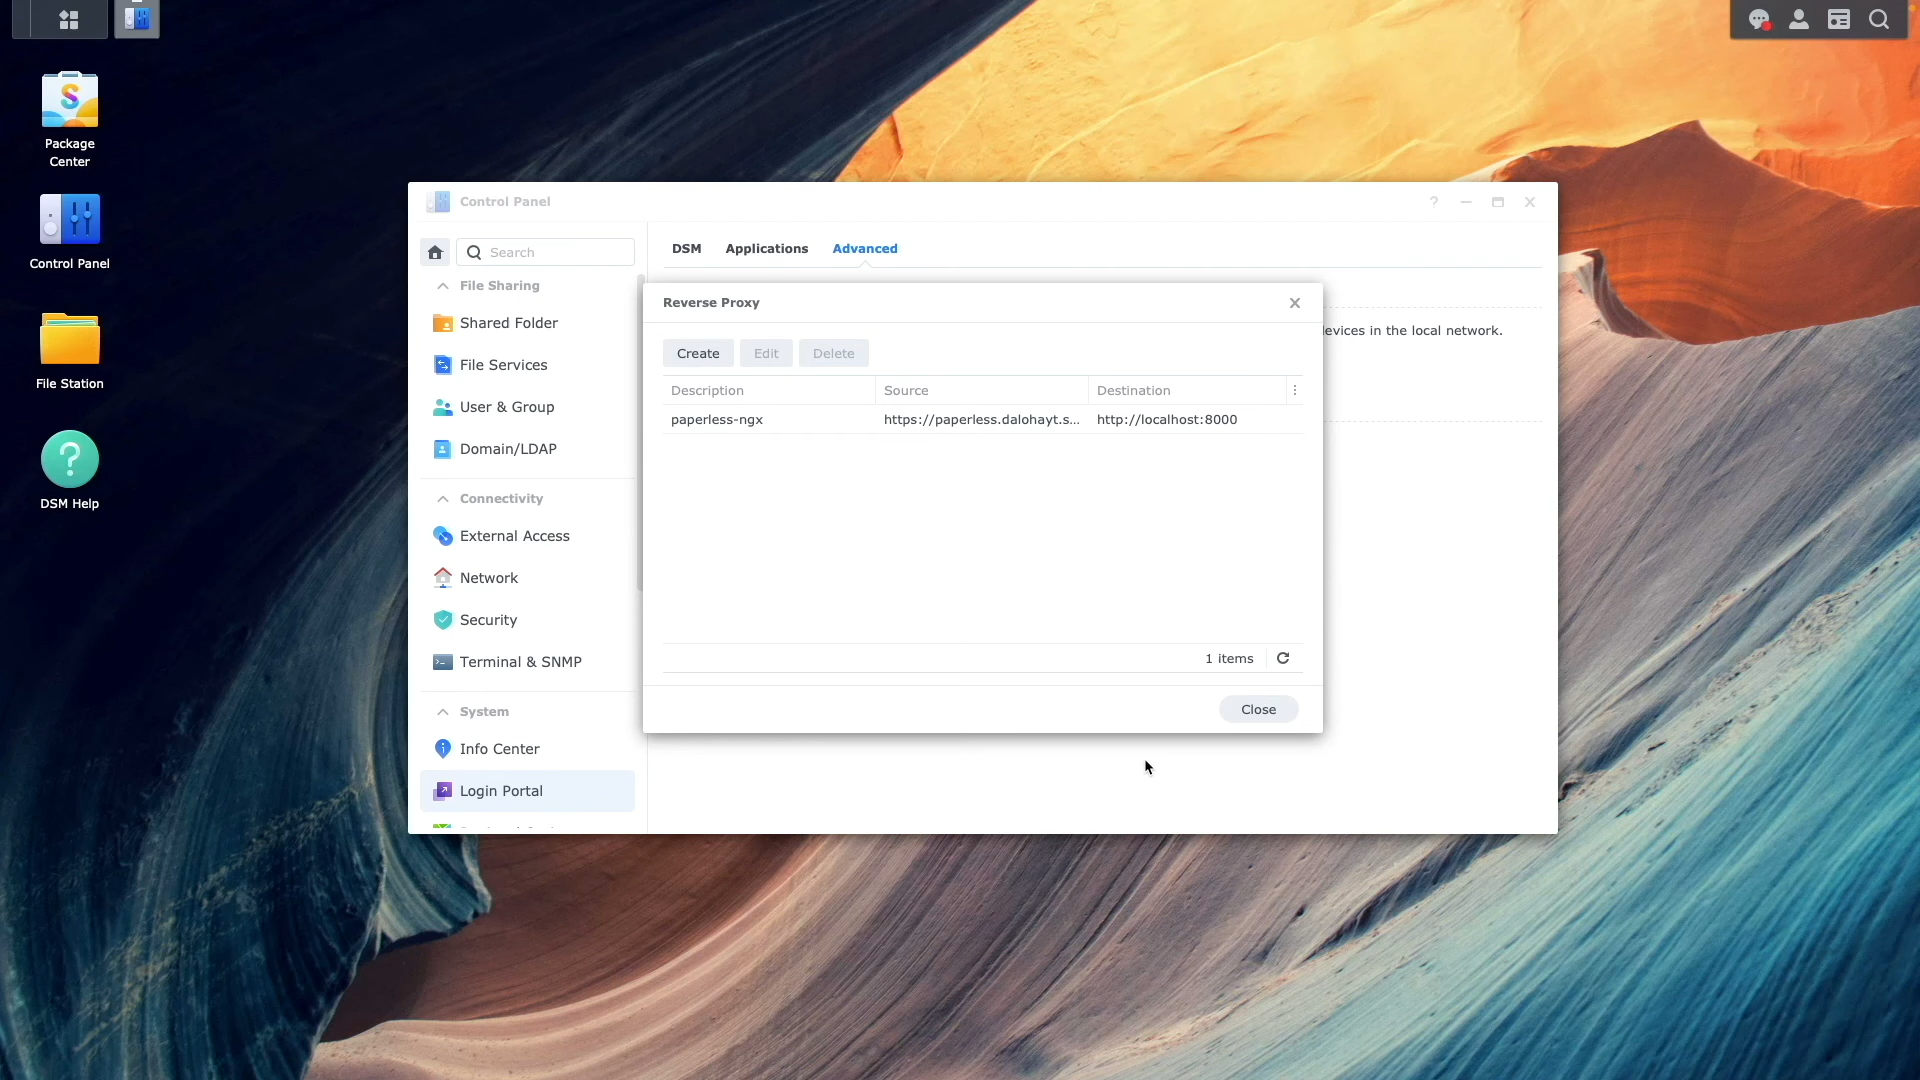 Package
Center
Control Panel
File Station
DSM Help
Control Panel
Search
File Sharing
Shared Folder
File Services
User & Group
Domain/LDAP
Connectivity
External Access
Network
Security
Terminal & SNMP
System
Info Center
Login Portal
DSM Applications Advanced
evices in the local network.
Reverse Proxy
Create Edit Delete
Description Source Destination
paperless-ngx https://paperless.dalohayt.s... http://localhost:8000
1 items
Close